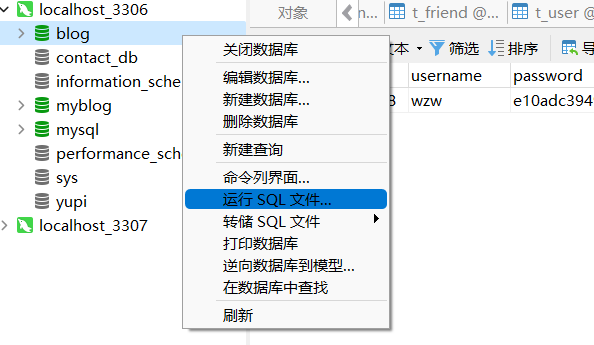 localhost_3306
blog
contact_db
information_sche
myblog
mysql
performance_sch
sys
yupi
localhost_3307
对象
n...
t_friend @...
t_user @
文本
筛选
排序
导
username
password
8
wzw
e10adc394
关闭数据库
编辑数据库...
新建数据库...
删除数据库
新建查询
命令列界面...
运行 SQL 文件...
转储 SQL 文件
打印数据库
逆向数据库到模型...
在数据库中查找
刷新